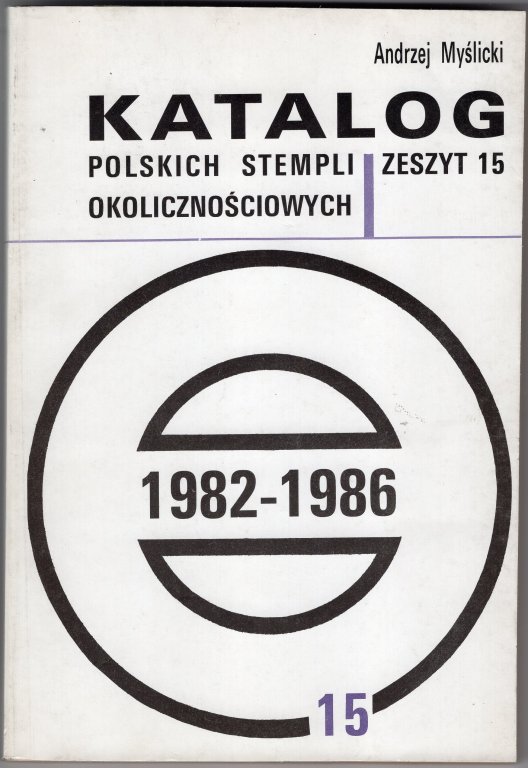 Andrzej Myślicki
KATALOG
POLSKICH STEMPLI ZESZYT 15
OKOLICZNOŚCIOWYCH
1982-1986
15